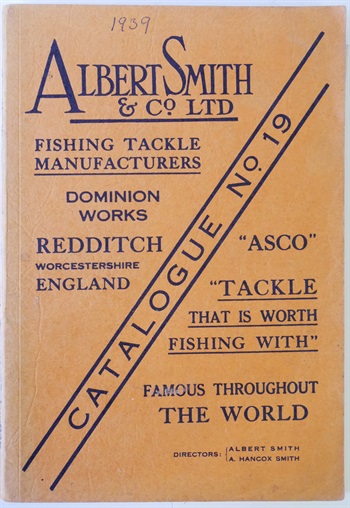 1939
ALBERT SMITH
& Co LTD
FISHING TACKLE
MANUFACTURERS
DOMINION
WORKS
REDDITCH
WORCESTERSHIRE
ENGLAND
CATALOGUE No 19
"ASCO"
"TACKLE
THAT IS WORTH
FISHING WITH"
FAMOUS THROUGHOUT
THE WORLD
DIRECTORS: ALBERT SMITH
A. HANCOX SMITH